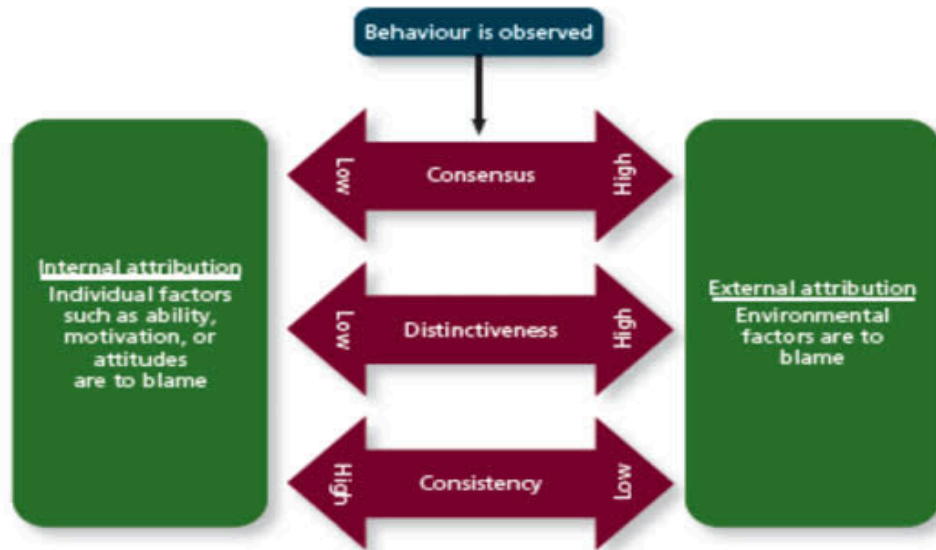 Behaviour is observed
Low
Consensus
High
Internal attribution
Individual factors
such as ability,
motivation, or
attitudes
are to blame
Low
Distinctiveness
High
External attribution
Environmental
factors are to
blame
High
Consistency
Low